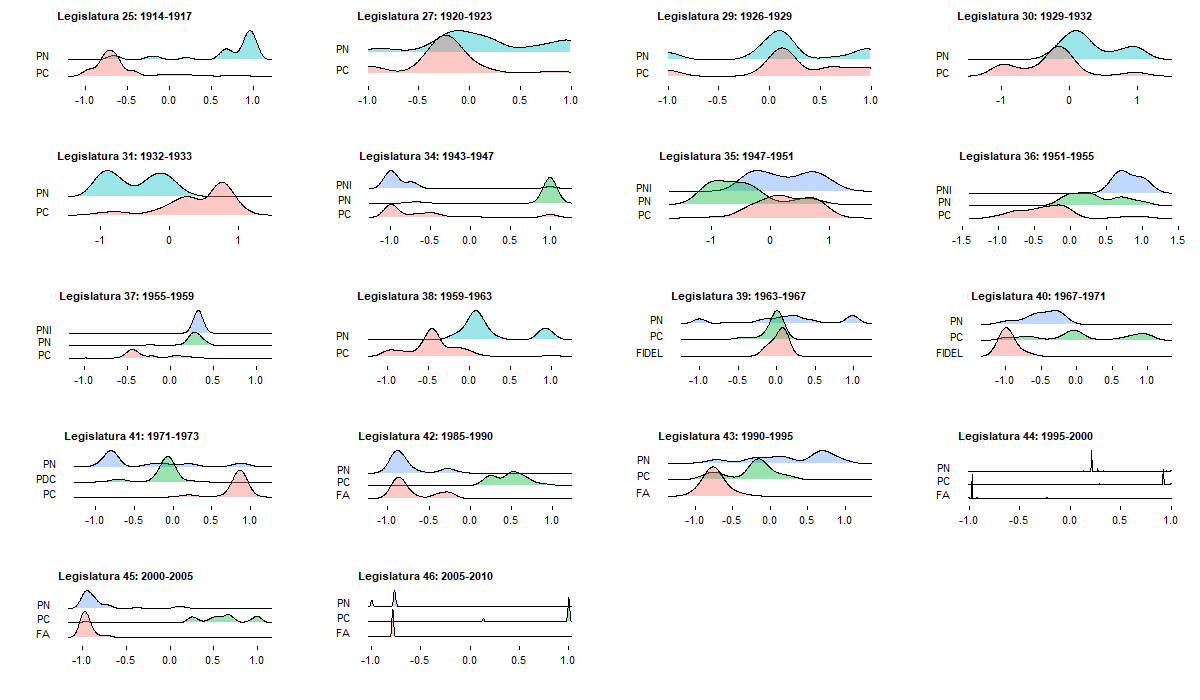 Legislatura 25: 1914-1917
PN
PC
-1.0 -0.5 0.0 0.5 1.0
Legislatura 27: 1920-1923
PN
PC
-1.0 -0.5 0.0 0.5 1.0
Legislatura 29: 1926-1929
PN
PC
-1.0 -0.5 0.0 0.5 1.0
Legislatura 30: 1929-1932
PN
PC
-1 0 1
Legislatura 31: 1932-1933
PN
PC
-1 0 1
Legislatura 34: 1943-1947
PNI
PN
PC
-1.0 -0.5 0.0 0.5 1.0
Legislatura 35: 1947-1951
PNI
PN
PC
-1 0 1
Legislatura 36: 1951-1955
PNI
PN
PC
-1.5 -1.0 -0.5 0.0 0.5 1.0 1.5
Legislatura 37: 1955-1959
PNI
PN
PC
-1.0 -0.5 0.0 0.5 1.0
Legislatura 38: 1959-1963
PN
PC
-1.0 -0.5 0.0 0.5 1.0
Legislatura 39: 1963-1967
PN
PC
FIDEL
-1.0 -0.5 0.0 0.5 1.0
Legislatura 40: 1967-1971
PN
PC
FIDEL
-1.0 -0.5 0.0 0.5 1.0
Legislatura 41: 1971-1973
PN
PDC
PC
-1.0 -0.5 0.0 0.5 1.0
Legislatura 42: 1985-1990
PN
PC
FA
-1.0 -0.5 0.0 0.5 1.0
Legislatura 43: 1990-1995
PN
PC
FA
-1.0 -0.5 0.0 0.5 1.0
Legislatura 44: 1995-2000
PN
PC
FA
-1.0 -0.5 0.0 0.5 1.0
Legislatura 45: 2000-2005
PN
PC
FA
-1.0 -0.5 0.0 0.5 1.0
Legislatura 46: 2005-2010
PN
PC
FA
-1.0 -0.5 0.0 0.5 1.0